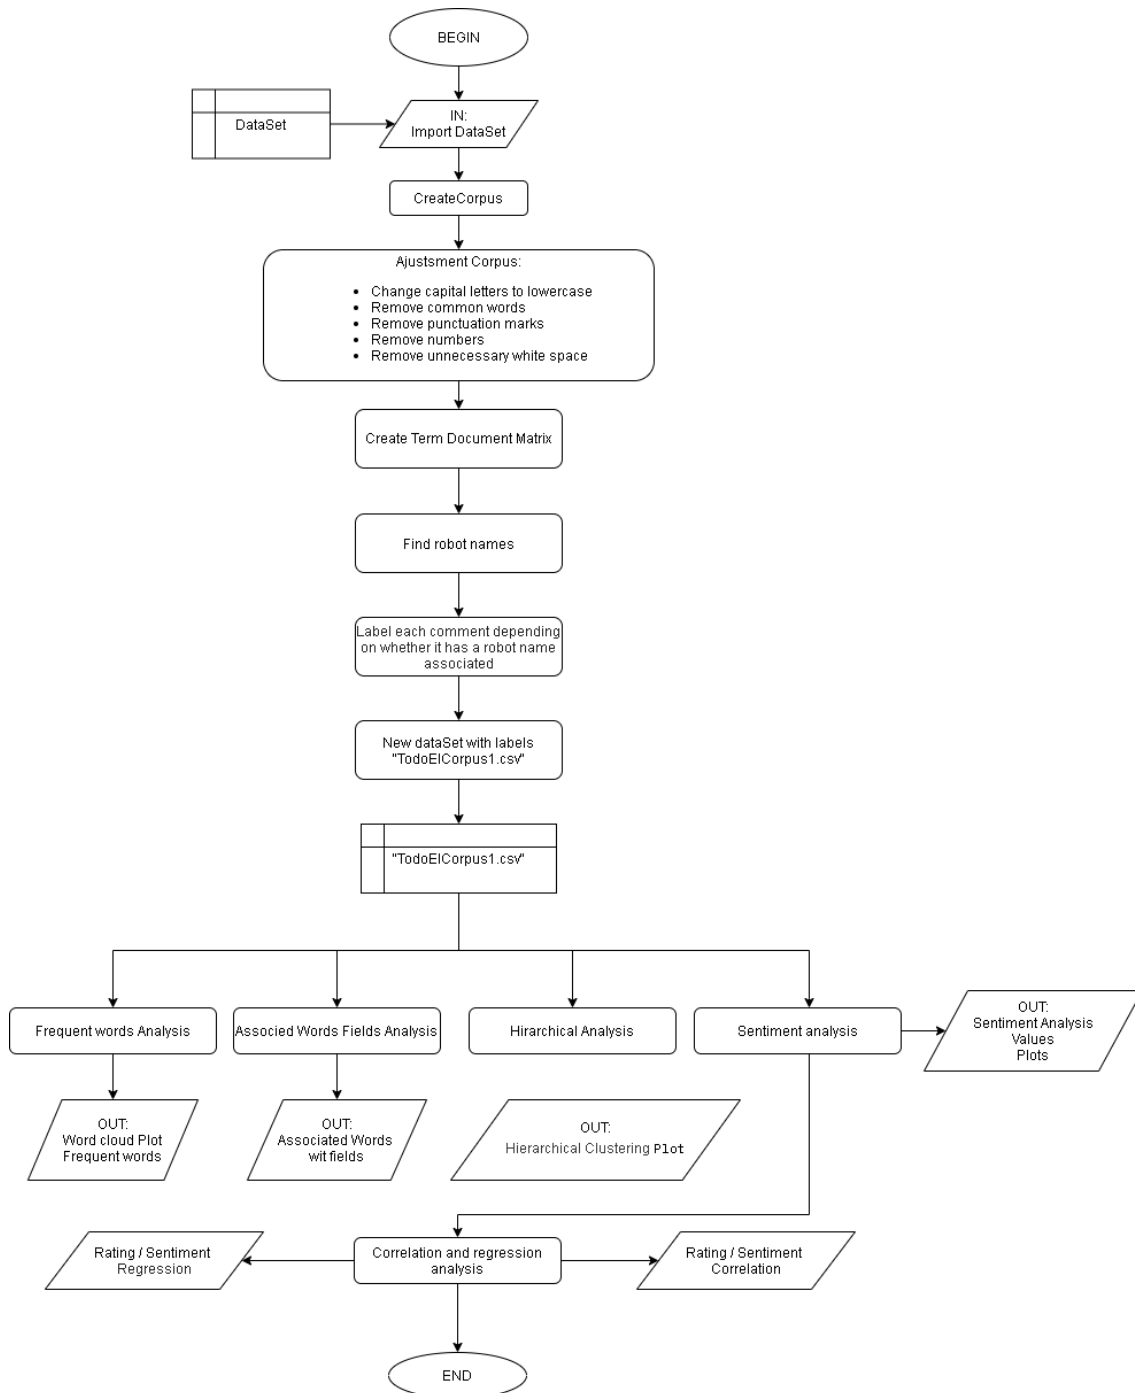 BEGIN
DataSet
IN:
Import DataSet
CreateCorpus
Ajustsment Corpus:
• Change capital letters to lowercase
• Remove common words
• Remove punctuation marks
• Remove numbers
• Remove unnecessary white space
Create Term Document Matrix
Find robot names
Label each comment depending
on whether it has a robot name
associated
New dataSet with labels
"TodoElCorpus1.csv"
"TodoElCorpus1.csv"
Frequent words Analysis
Associed Words Fields Analysis
Hirarchical Analysis
Sentiment analysis
OUT:
Sentiment Analysis
Values
Plots
OUT:
Word cloud Plot
Frequent words
OUT:
Associated Words
wit fields
OUT:
Hierarchical Clustering Plot
Rating / Sentiment
Regression
Correlation and regression
analysis
Rating / Sentiment
Correlation
END